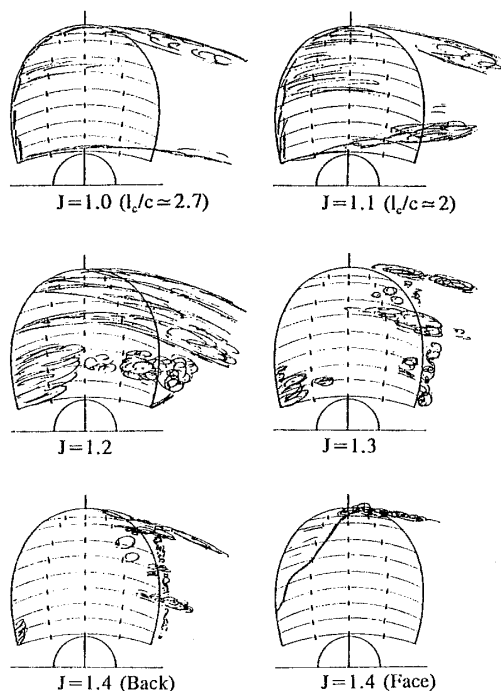 J=1.0 (l_c/c≃2.7)
J=1.1 (l_c/c≃2)
J=1.2
J=1.3
J=1.4 (Back)
J=1.4 (Face)